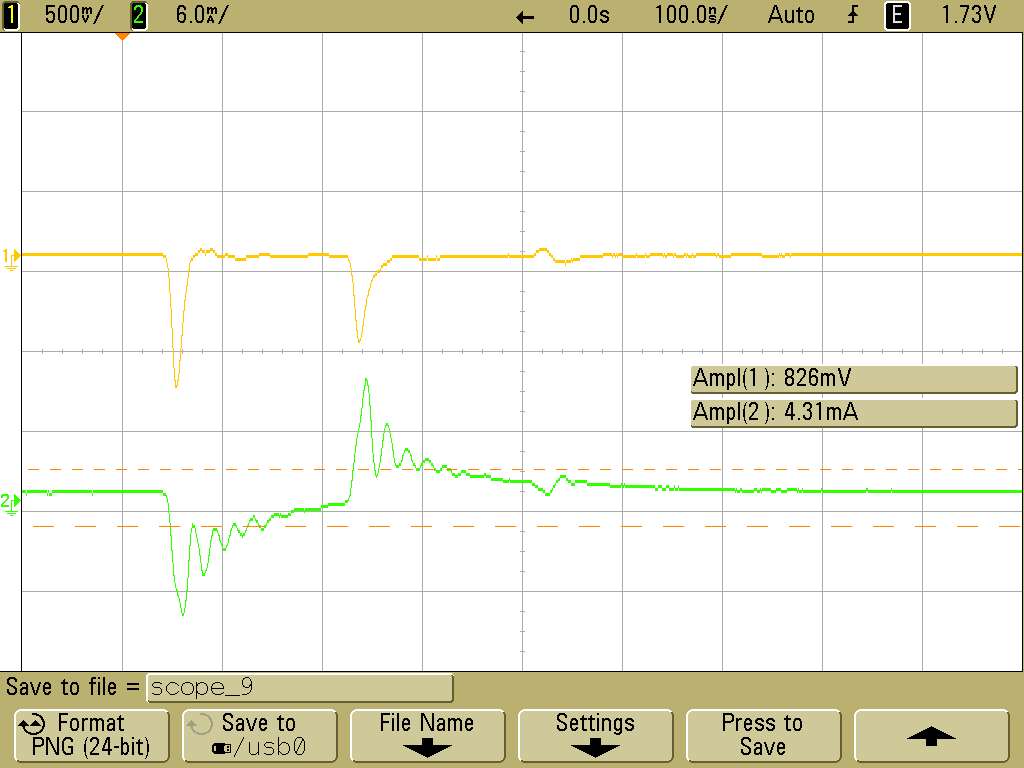 1 500mV/ 2 6.0mA/ 0.0s 100.0ns/ Auto E 1.73V
1
Ampl(1): 826mV
Ampl(2): 4.31mA
2
Save to file = scope_9
Format Save to File Name Settings Press to
PNG (24-bit) /usb0 Save